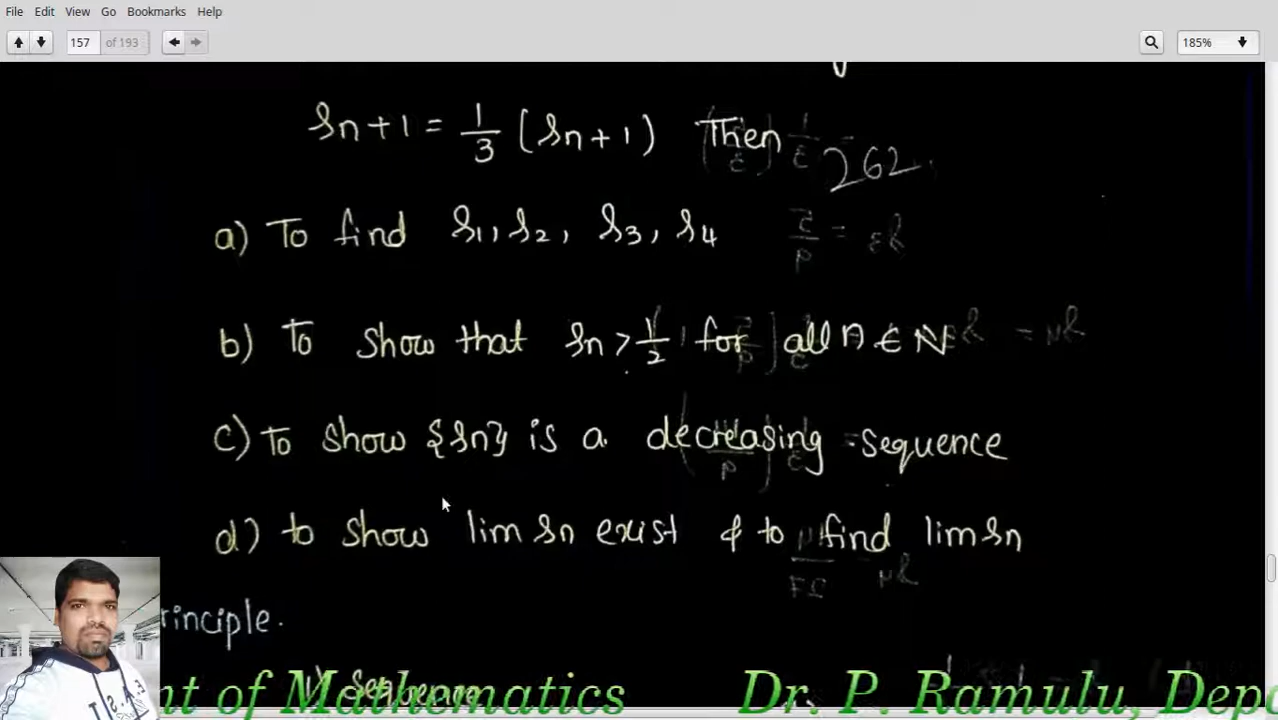 File Edit View Go Bookmarks Help
157 of 193 185%
Sn+1 = 1/3 (Sn+1) Then
262
a) To find S1, S2, S3, S4
b) To show that Sn > 1/2 for all n ∈ N
c) To show {Sn} is a decreasing sequence
d) to show lim Sn exist & to find lim Sn
rinciple.
nt of Mathematics Dr. P. Ramulu, Depa